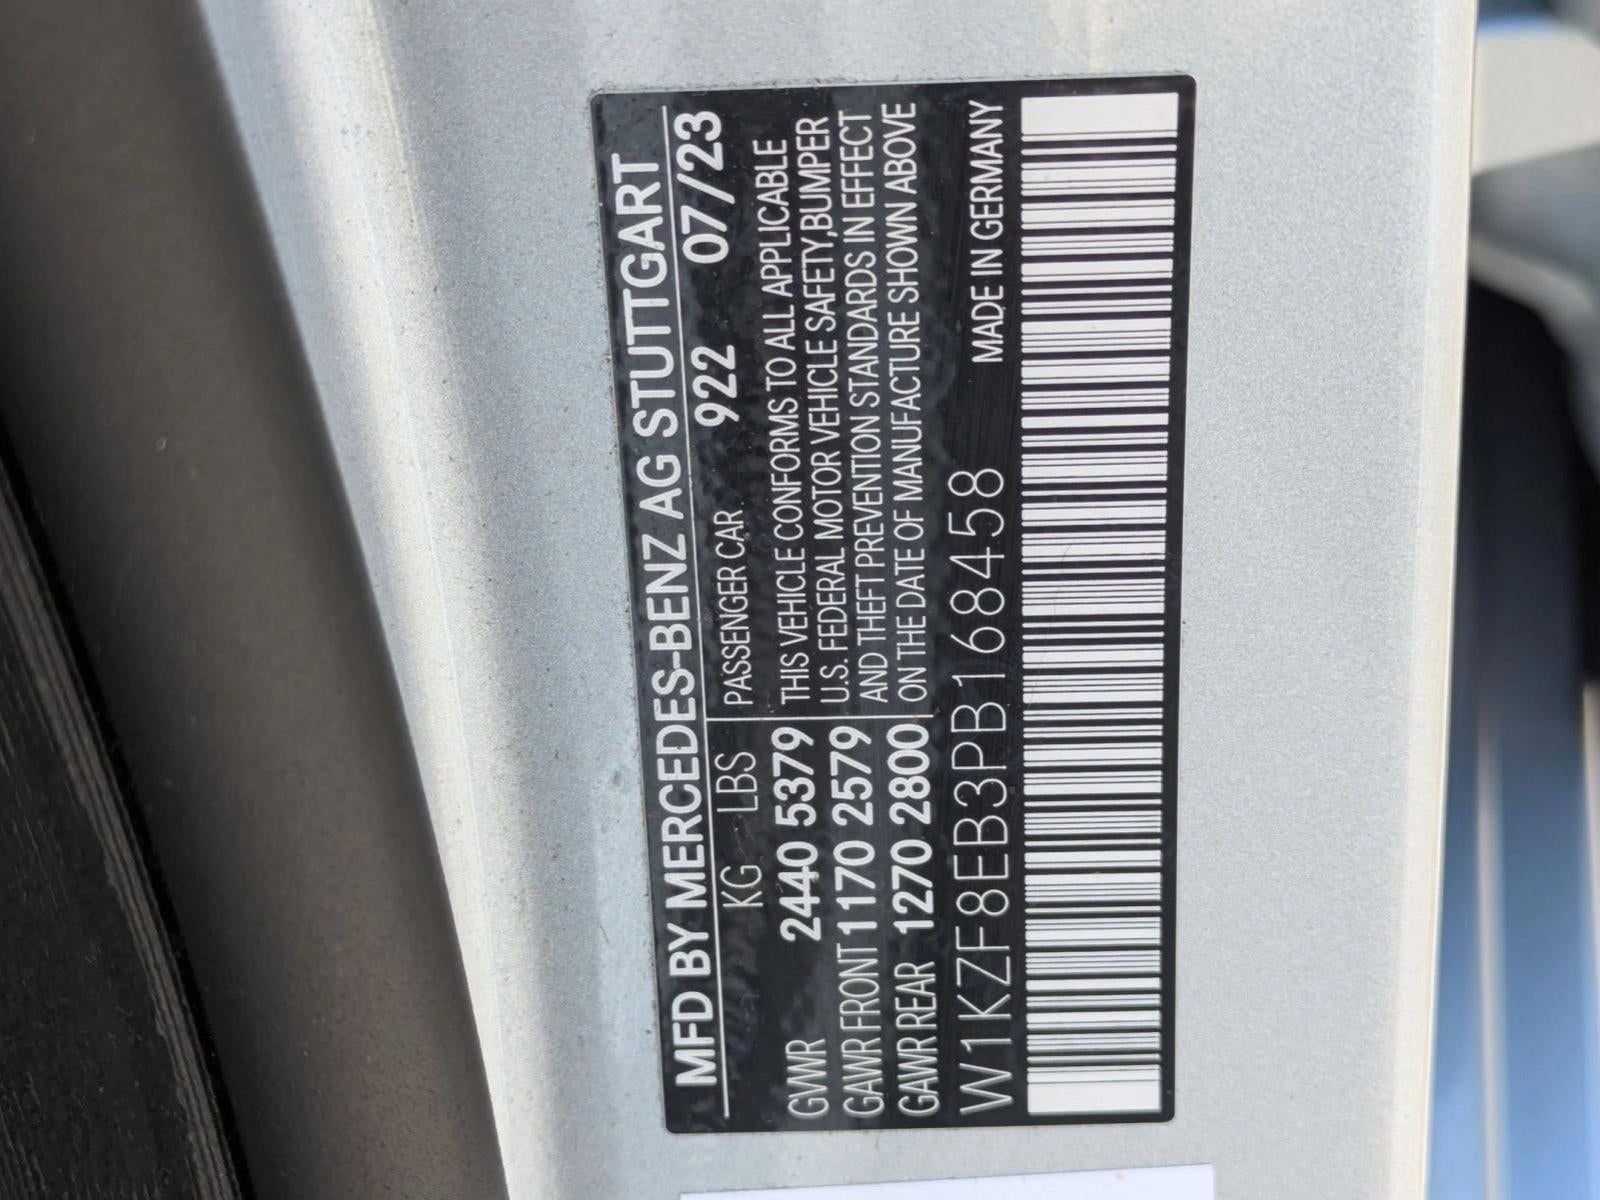 MFD BY MERCEDES-BENZ AG STUTTGART
KG LBS PASSENGER CAR 922 07/23
GVWR 2440 5379 THIS VEHICLE CONFORMS TO ALL APPLICABLE
GAWR FRONT 1170 2579 U.S. FEDERAL MOTOR VEHICLE SAFETY,BUMPER
GAWR REAR 1270 2800 AND THEFT PREVENTION STANDARDS IN EFFECT
ON THE DATE OF MANUFACTURE SHOWN ABOVE
W1KZF8EB3PB168458 MADE IN GERMANY